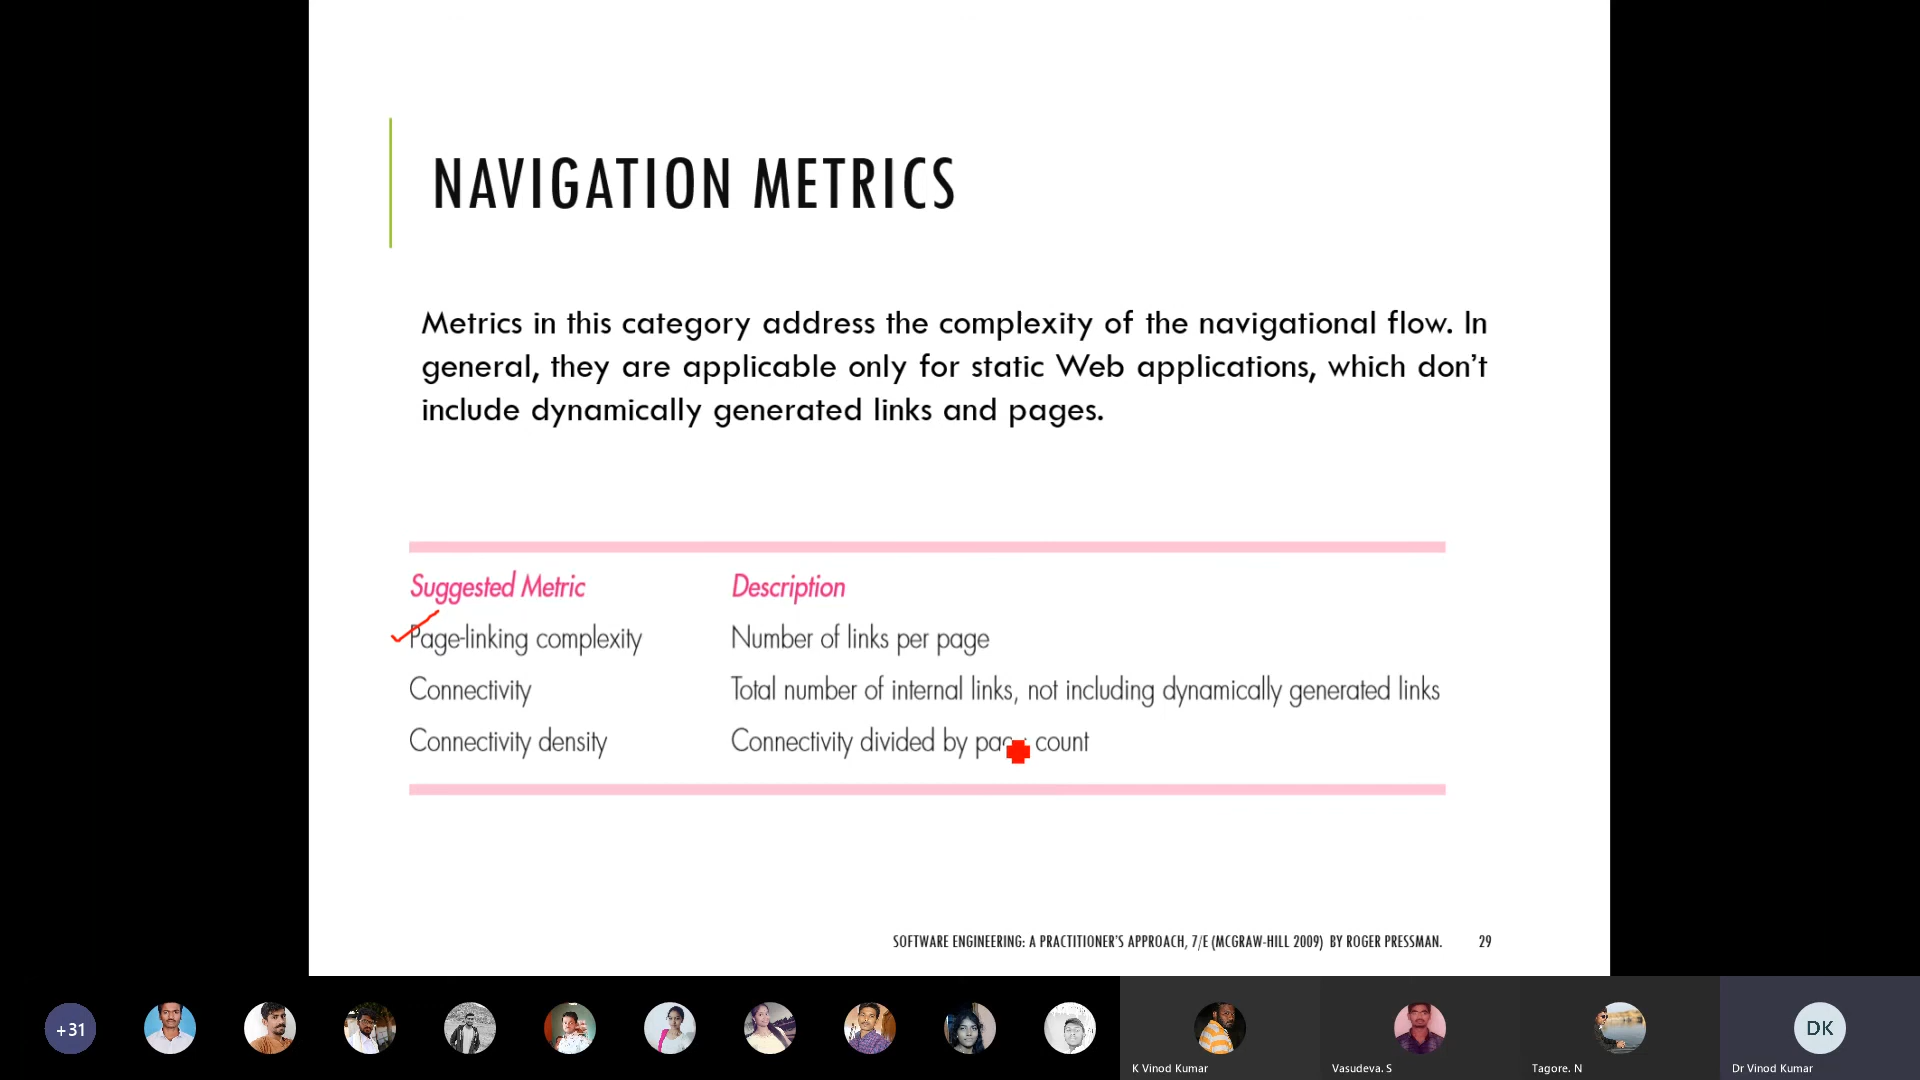 NAVIGATION METRICS
Metrics in this category address the complexity of the navigational flow. In
general, they are applicable only for static Web applications, which don't
include dynamically generated links and pages.
Suggested Metric Description
Page-linking complexity Number of links per page
Connectivity Total number of internal links, not including dynamically generated links
Connectivity density Connectivity divided by page count
SOFTWARE ENGINEERING: A PRACTITIONER'S APPROACH, 7/E (MCGRAW-HILL 2009) BY ROGER PRESSMAN. 29
+31 DK
K Vinod Kumar Vasudeva. S Tagore. N Dr Vinod Kumar